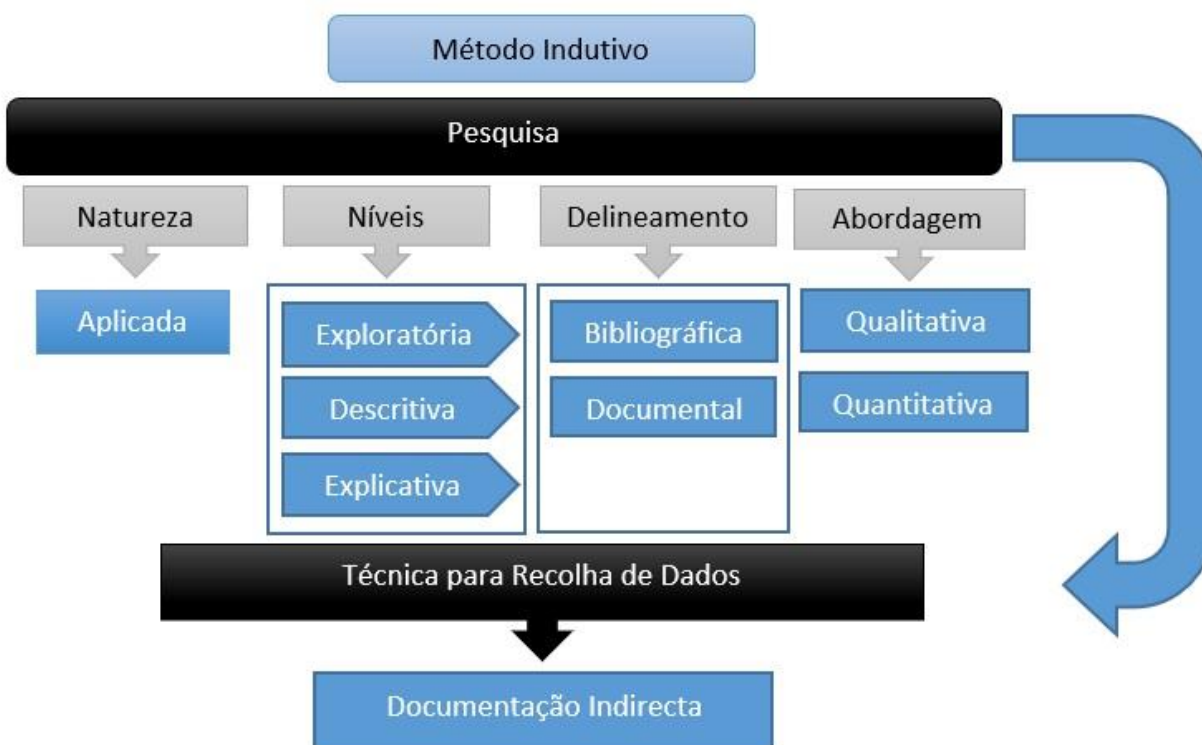 Método Indutivo
Pesquisa
Natureza
Níveis
Delineamento
Abordagem
Aplicada
Exploratória
Descritiva
Explicativa
Bibliográfica
Documental
Qualitativa
Quantitativa
Técnica para Recolha de Dados
Documentação Indirecta